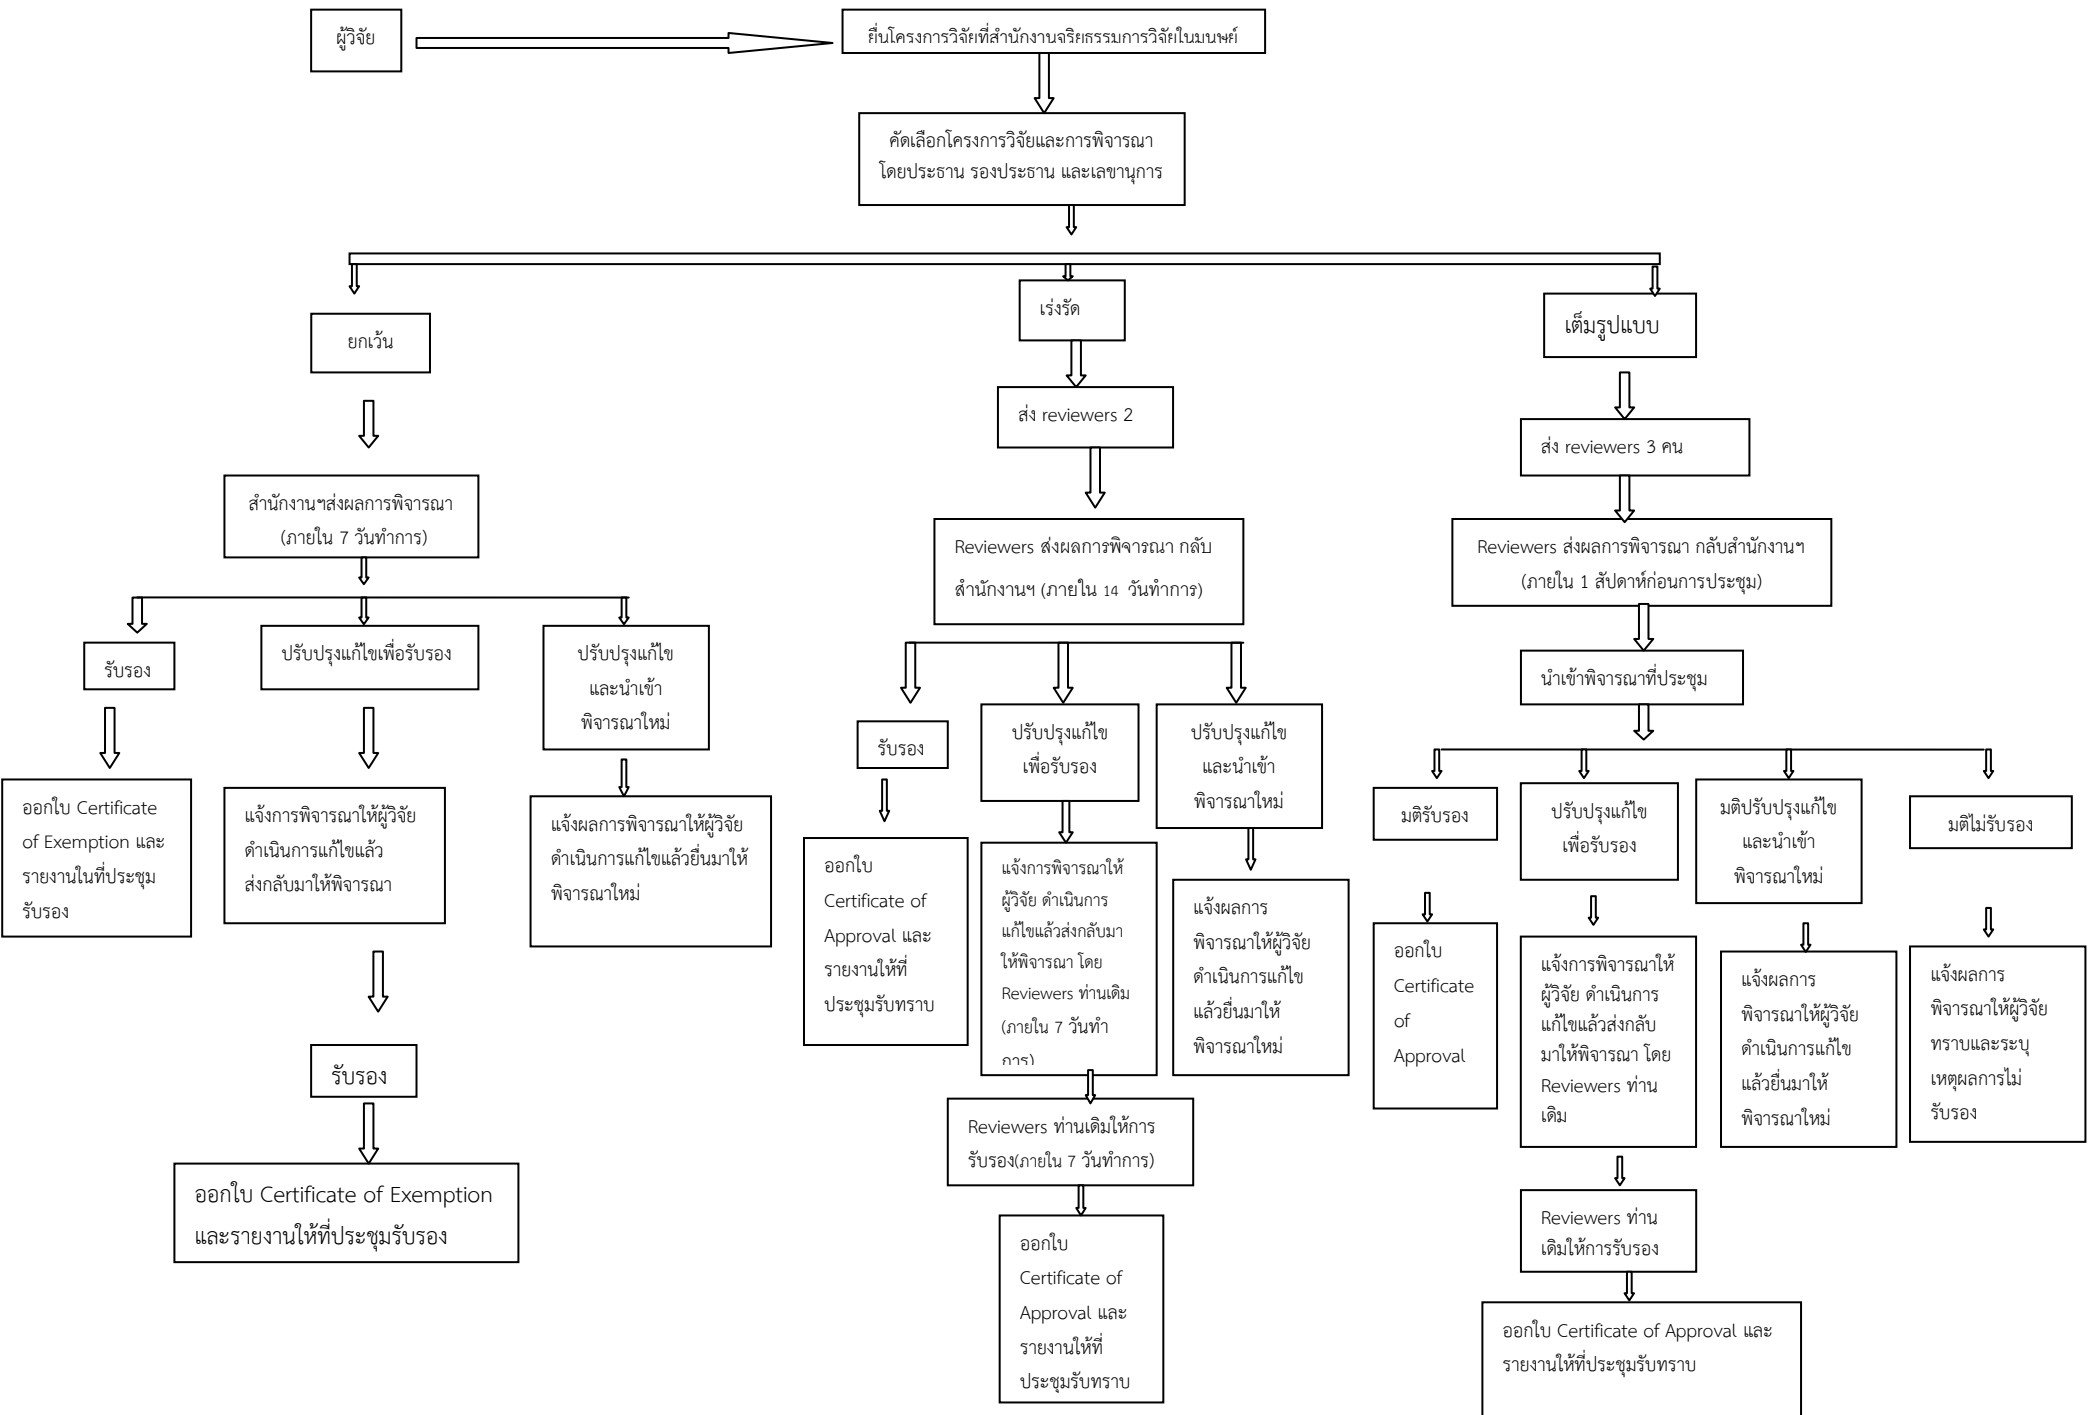 ผู้วิจัย
ยื่นโครงการวิจัยที่สำนักงานจริยธรรมการวิจัยในมนุษย์
คัดเลือกโครงการวิจัยและการพิจารณา
โดยประธาน รองประธาน และเลขานุการ
ยกเว้น
สำนักงานฯส่งผลการพิจารณา
(ภายใน 7 วันทำการ)
รับรอง
ออกใบ Certificate
of Exemption และ
รายงานในที่ประชุม
รับรอง
ปรับปรุงแก้ไขเพื่อรับรอง
แจ้งการพิจารณาให้ผู้วิจัย
ดำเนินการแก้ไขแล้ว
ส่งกลับมาให้พิจารณา
รับรอง
ออกใบ Certificate of Exemption
และรายงานให้ที่ประชุมรับรอง
ปรับปรุงแก้ไข
และนำเข้า
พิจารณาใหม่
แจ้งผลการพิจารณาให้ผู้วิจัย
ดำเนินการแก้ไขแล้วยื่นมาให้
พิจารณาใหม่
เร่งรัด
ส่ง reviewers 2
Reviewers ส่งผลการพิจารณา กลับ
สำนักงานฯ (ภายใน 14 วันทำการ)
รับรอง
ออกใบ
Certificate of
Approval และ
รายงานให้ที่
ประชุมรับทราบ
ปรับปรุงแก้ไข
เพื่อรับรอง
แจ้งการพิจารณาให้
ผู้วิจัย ดำเนินการ
แก้ไขแล้วส่งกลับมา
ให้พิจารณา โดย
Reviewers ท่านเดิม
(ภายใน 7 วันทำ
การ)
Reviewers ท่านเดิมให้การ
รับรอง(ภายใน 7 วันทำการ)
ออกใบ
Certificate of
Approval และ
รายงานให้ที่
ประชุมรับทราบ
ปรับปรุงแก้ไข
และนำเข้า
พิจารณาใหม่
แจ้งผลการ
พิจารณาให้ผู้วิจัย
ดำเนินการแก้ไข
แล้วยื่นมาให้
พิจารณาใหม่
เต็มรูปแบบ
ส่ง reviewers 3 คน
Reviewers ส่งผลการพิจารณา กลับสำนักงานฯ
(ภายใน 1 สัปดาห์ก่อนการประชุม)
นำเข้าพิจารณาที่ประชุม
มติรับรอง
ออกใบ
Certificate
of
Approval
ปรับปรุงแก้ไข
เพื่อรับรอง
แจ้งการพิจารณาให้
ผู้วิจัย ดำเนินการ
แก้ไขแล้วส่งกลับ
มาให้พิจารณา โดย
Reviewers ท่าน
เดิม
Reviewers ท่าน
เดิมให้การรับรอง
ออกใบ Certificate of Approval และ
รายงานให้ที่ประชุมรับทราบ
มติปรับปรุงแก้ไข
และนำเข้า
พิจารณาใหม่
แจ้งผลการ
พิจารณาให้ผู้วิจัย
ดำเนินการแก้ไข
แล้วยื่นมาให้
พิจารณาใหม่
มติไม่รับรอง
แจ้งผลการ
พิจารณาให้ผู้วิจัย
ทราบและระบุ
เหตุผลการไม่
รับรอง